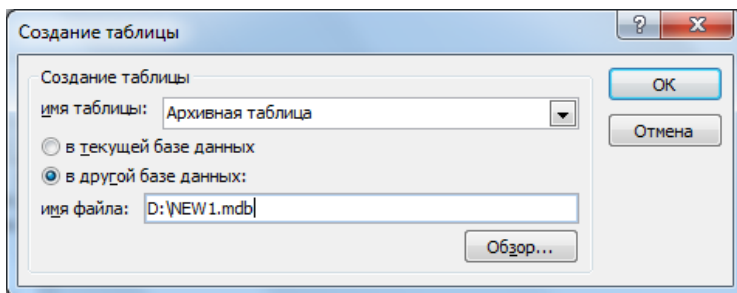 Создание таблицы
Создание таблицы
имя таблицы: Архивная таблица
в текущей базе данных
в другой базе данных:
имя файла: D:\NEW1.mdb
Обзор...
ОК
Отмена